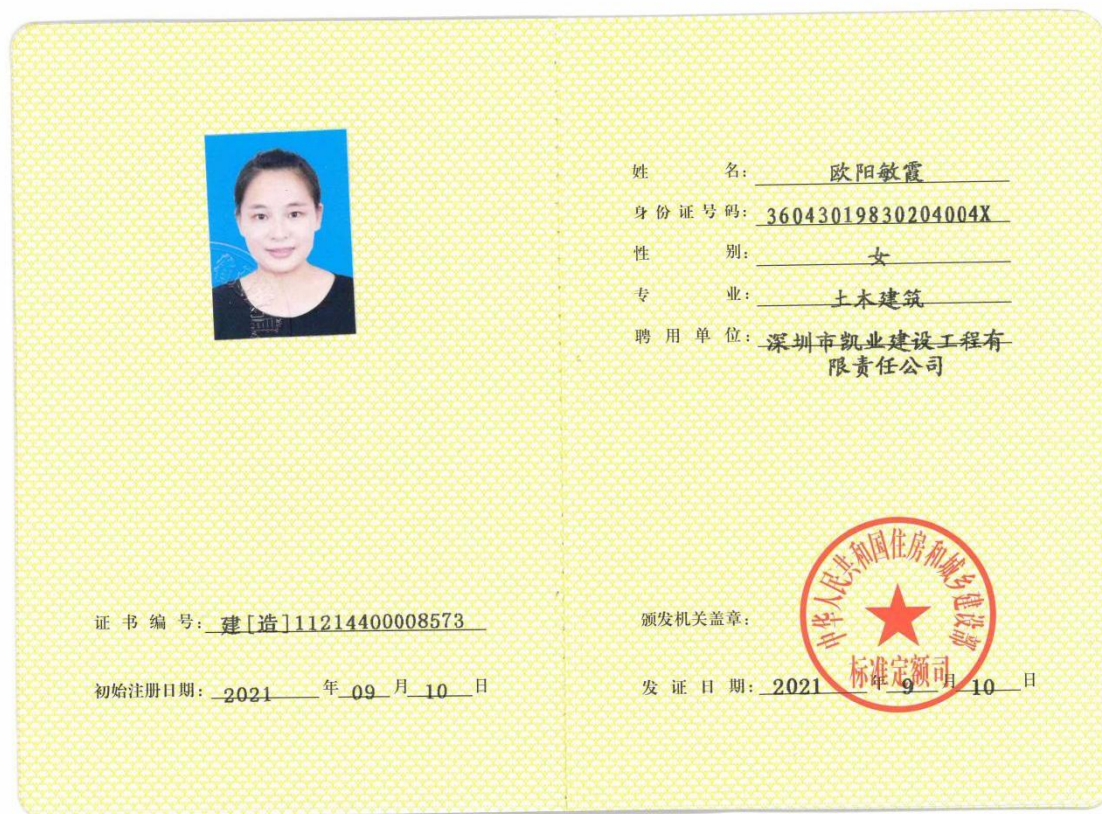 姓名：欧阳敏霞
身份证号码：36043019830204004X
性别：女
专业：土木建筑
聘用单位：深圳市凯业建设工程有
限责任公司
证书编号：建[造]11214400008573
初始注册日期：2021年09月10日
颁发机关盖章：
中华人民共和国住房和城乡建设部
标准定额司
发证日期：2021年9月10日